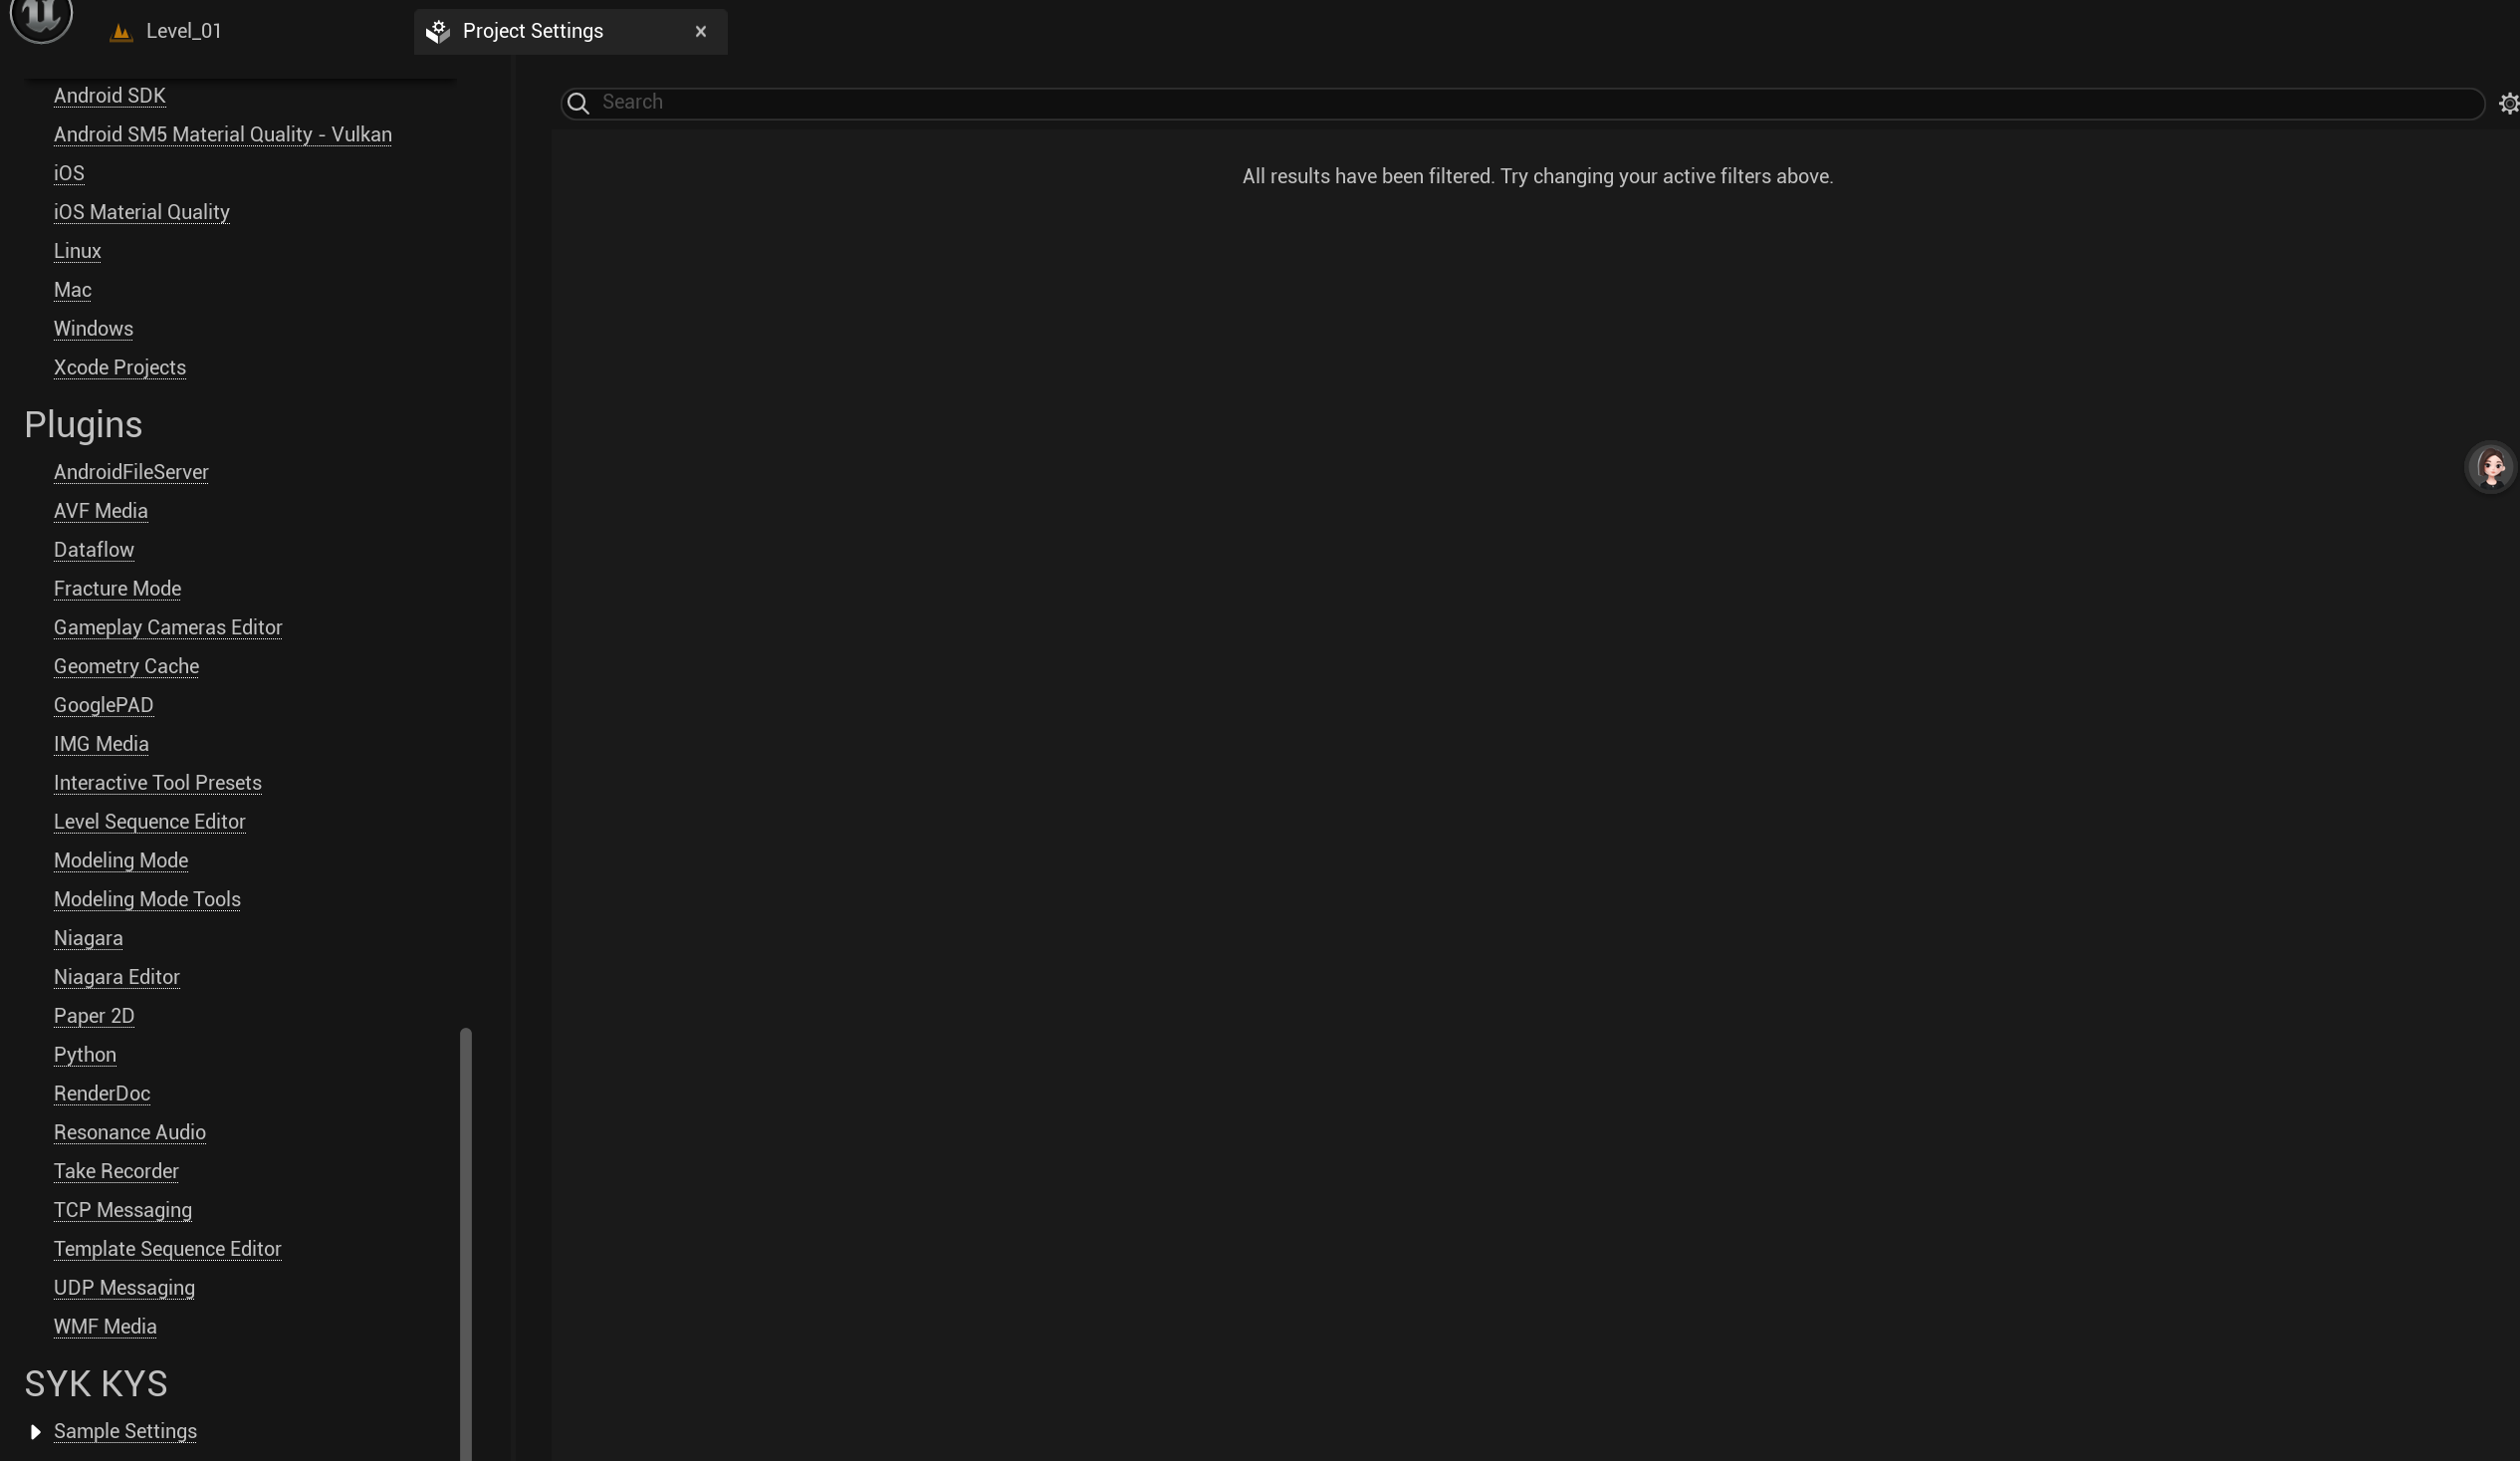 Level_01
Project Settings
Search
All results have been filtered. Try changing your active filters above.
Android SDK
Android SM5 Material Quality - Vulkan
iOS
iOS Material Quality
Linux
Mac
Windows
Xcode Projects
Plugins
AndroidFileServer
AVF Media
Dataflow
Fracture Mode
Gameplay Cameras Editor
Geometry Cache
GooglePAD
IMG Media
Interactive Tool Presets
Level Sequence Editor
Modeling Mode
Modeling Mode Tools
Niagara
Niagara Editor
Paper 2D
Python
RenderDoc
Resonance Audio
Take Recorder
TCP Messaging
Template Sequence Editor
UDP Messaging
WMF Media
SYK KYS
Sample Settings